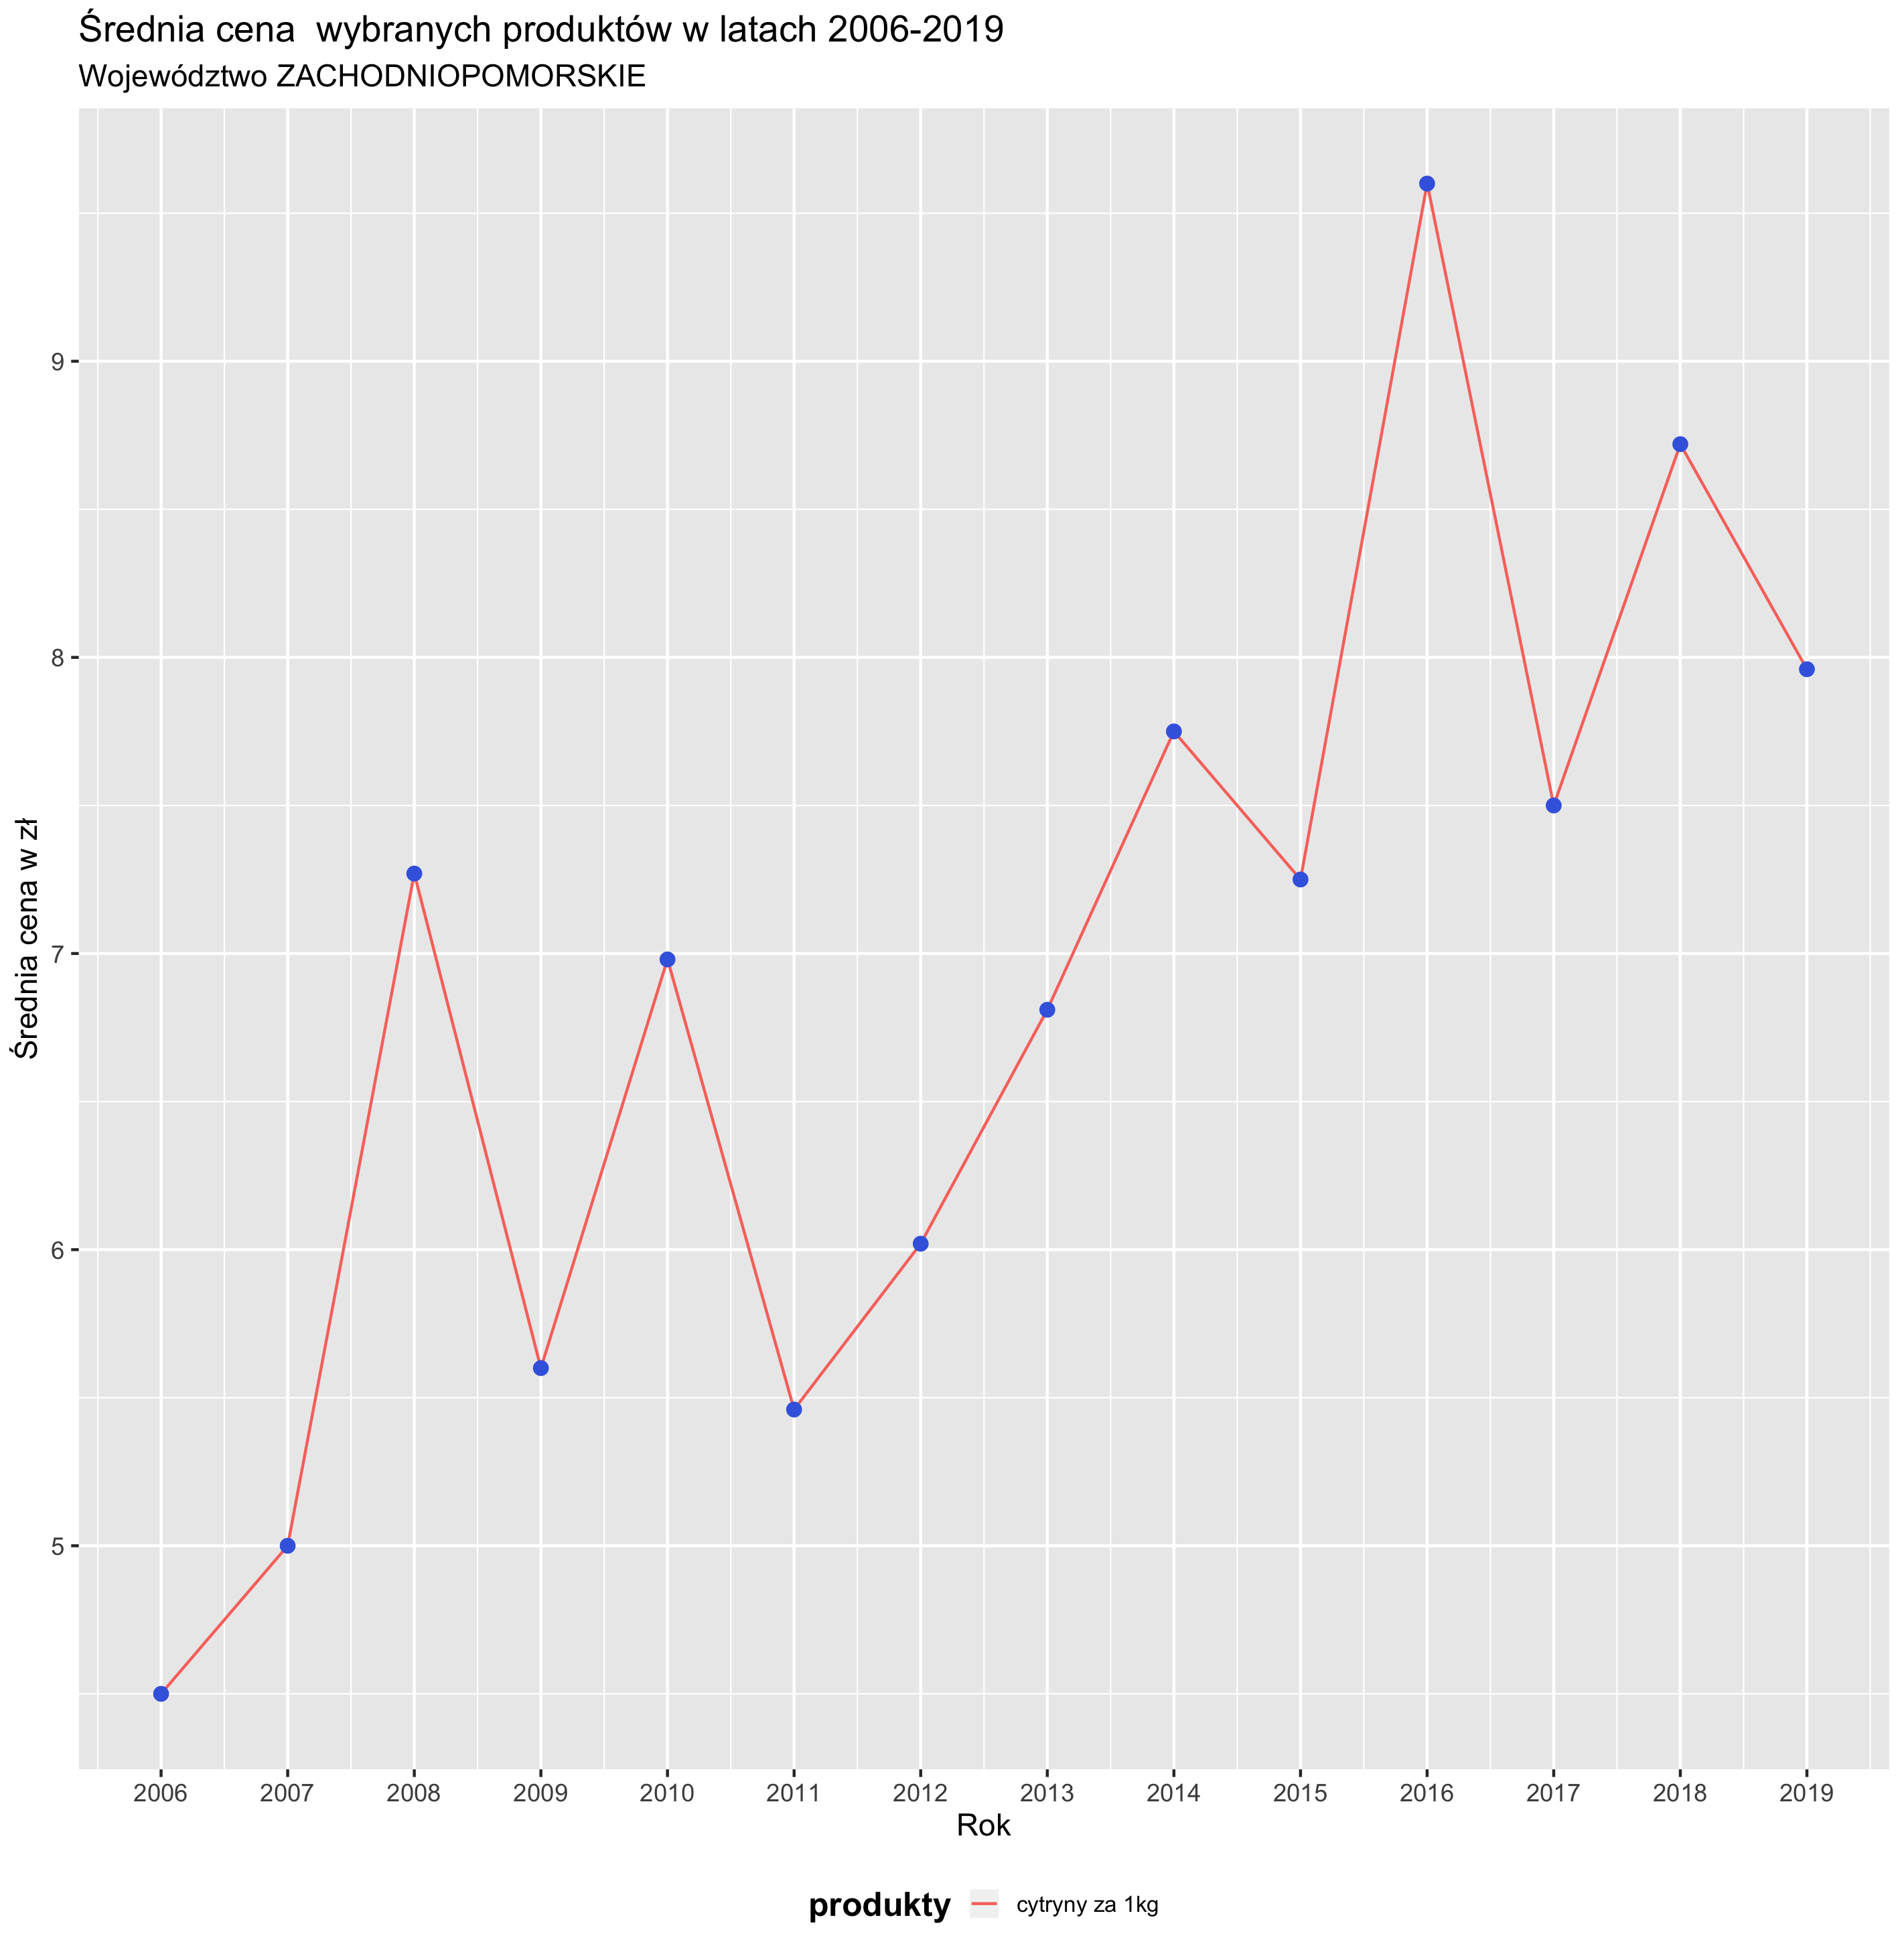 Średnia cena  wybranych produktów w latach 2006-2019
Województwo ZACHODNIOPOMORSKIE
Średnia cena w zł
9
8
7
6
5
2006 2007 2008 2009 2010 2011 2012 2013 2014 2015 2016 2017 2018 2019
Rok
produkty cytryny za 1kg